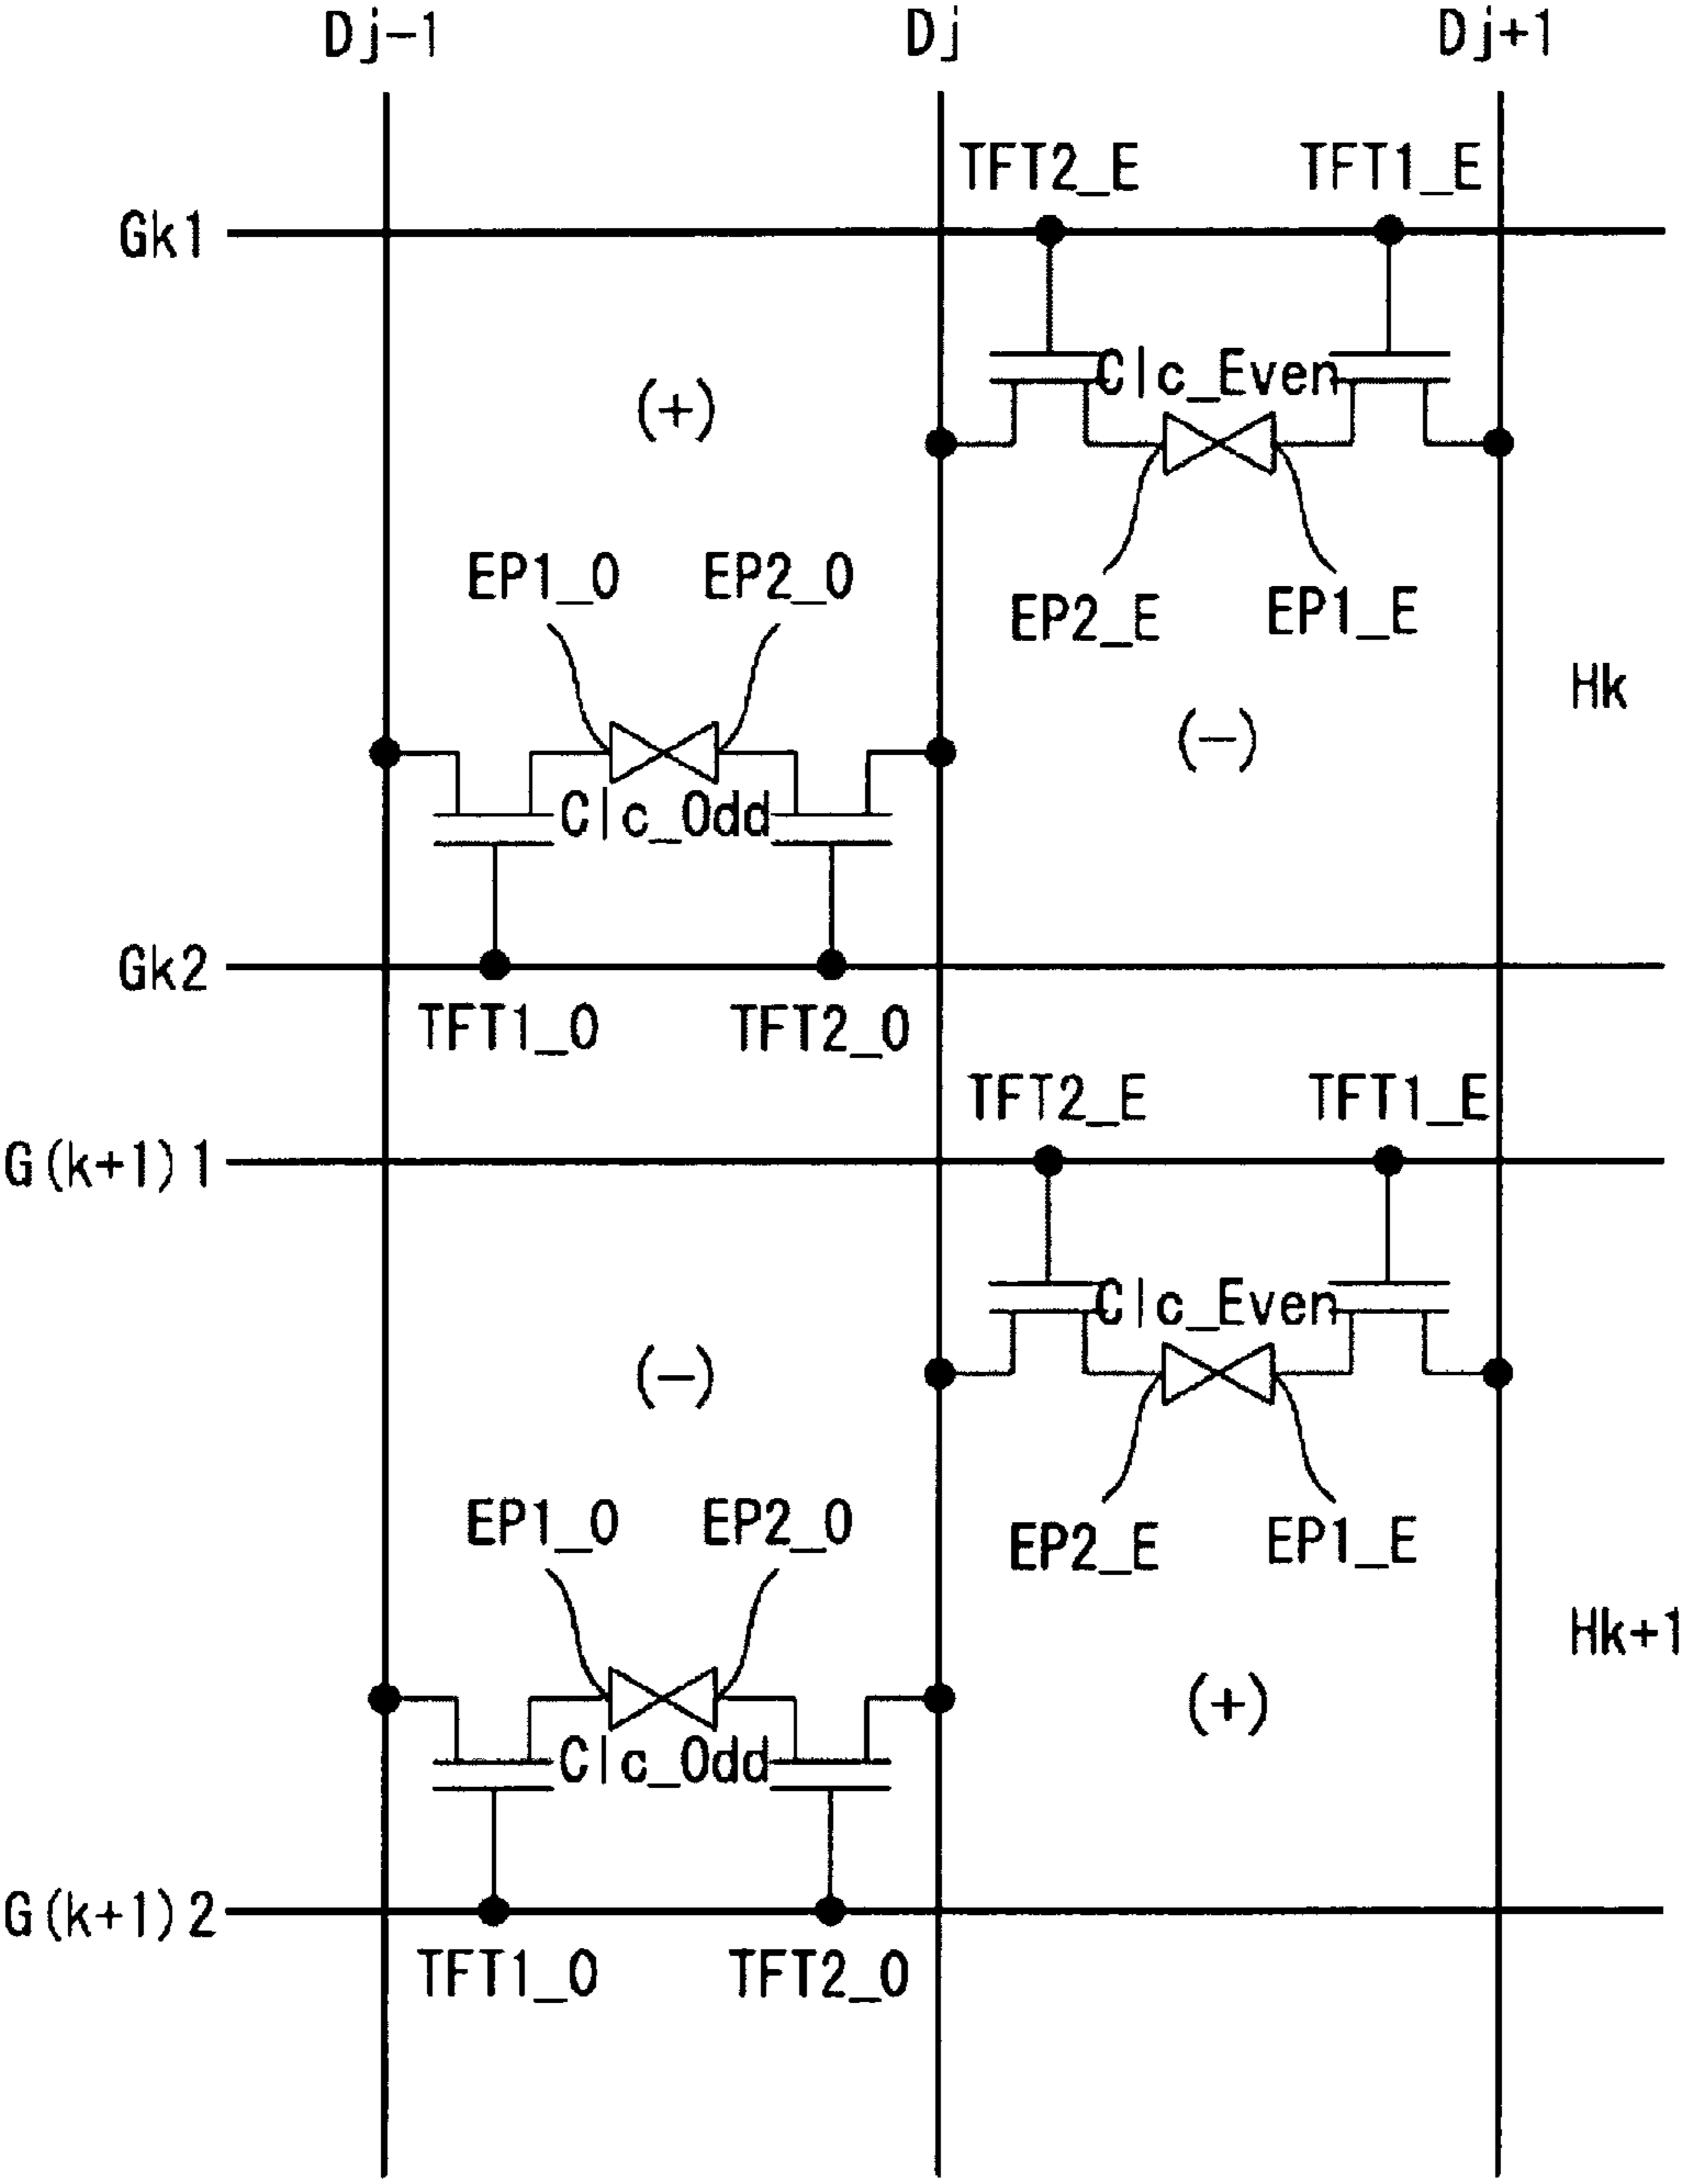 Dj-1 Dj Dj+1
TFT2_E TFT1_E
Gk1
Clc_Even
(+)
EP1_O EP2_O
EP2_E EP1_E
Hk
(-)
Clc_Odd
Gk2
TFT1_O TFT2_O
TFT2_E TFT1_E
G(k+1)1
Clc_Even
(-)
EP1_O EP2_O
EP2_E EP1_E
Hk+1
(+)
Clc_Odd
G(k+1)2
TFT1_O TFT2_O